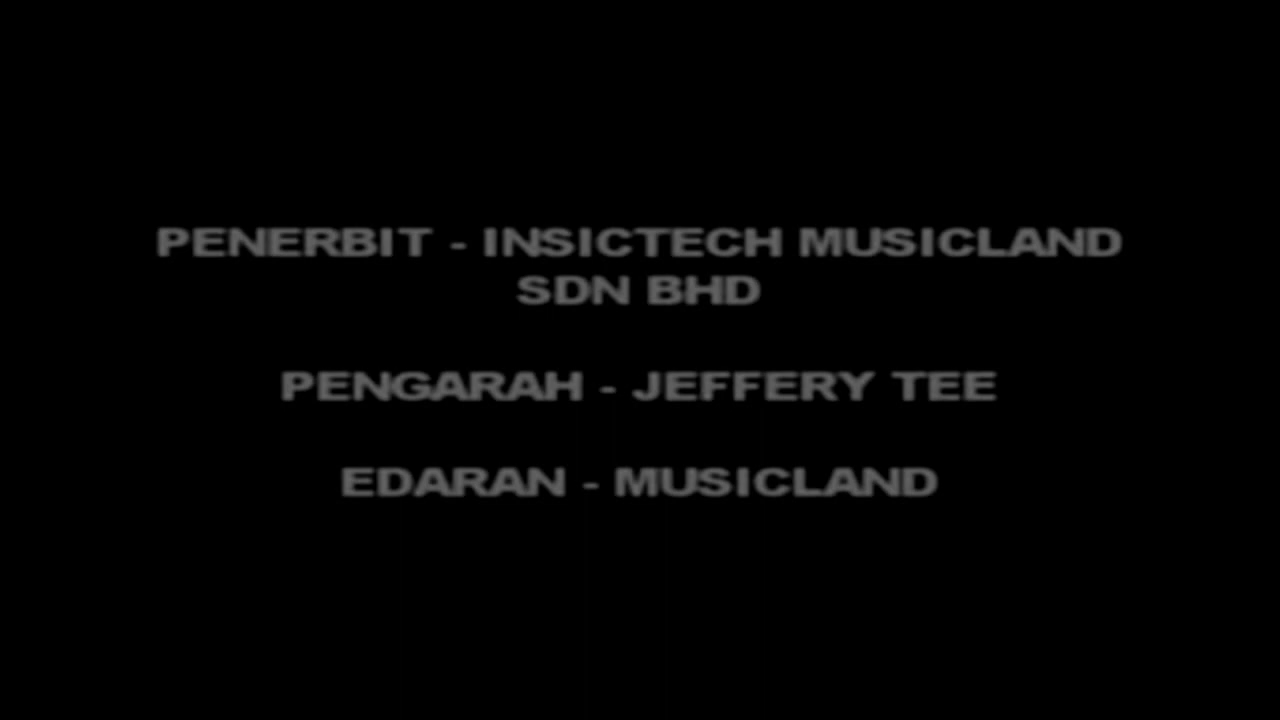 PENERBIT - INSICTECH MUSICLAND
SDN BHD
PENGARAH - JEFFERY TEE
EDARAN - MUSICLAND